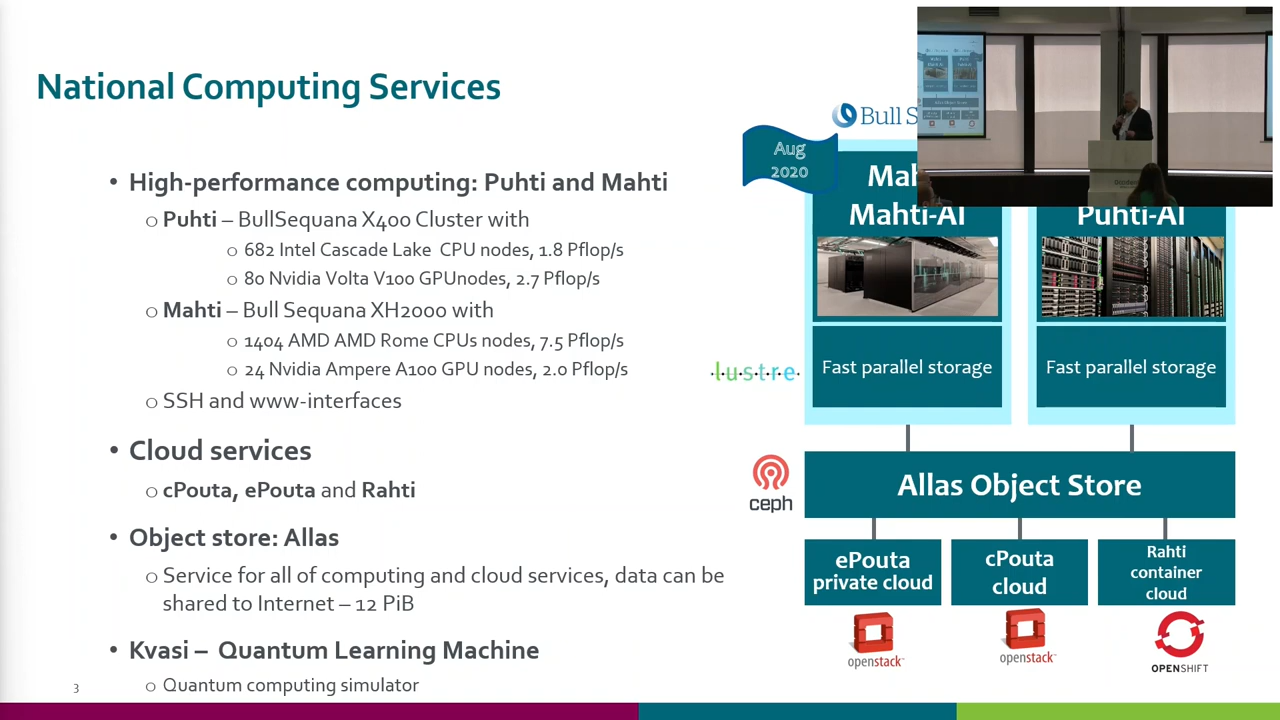 National Computing Services
• High-performance computing: Puhti and Mahti
o Puhti – BullSequana X400 Cluster with
o 682 Intel Cascade Lake CPU nodes, 1.8 Pflop/s
o 80 Nvidia Volta V100 GPUnodes, 2.7 Pflop/s
o Mahti – Bull Sequana XH2000 with
o 1404 AMD AMD Rome CPUs nodes, 7.5 Pflop/s
o 24 Nvidia Ampere A100 GPU nodes, 2.0 Pflop/s
o SSH and www-interfaces
• Cloud services
o cPouta, ePouta and Rahti
• Object store: Allas
o Service for all of computing and cloud services, data can be
shared to Internet – 12 PiB
• Kvasi – Quantum Learning Machine
o Quantum computing simulator
3
Bull S
Aug
2020
Mah
Mahti-AI
Puhti-AI
lustre
Fast parallel storage
Fast parallel storage
ceph
Allas Object Store
ePouta
private cloud
cPouta
cloud
Rahti
container
cloud
openstack
openstack
OPENSHIFT